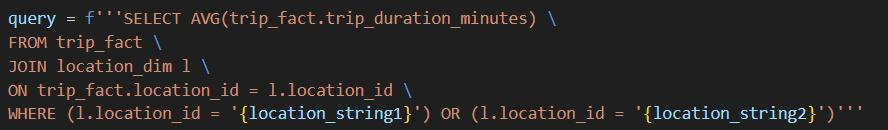 query = f'''SELECT AVG(trip_fact.trip_duration_minutes) \
FROM trip_fact \
JOIN location_dim l \
ON trip_fact.location_id = l.location_id \
WHERE (l.location_id = '{location_string1}') OR (l.location_id = '{location_string2}')'''